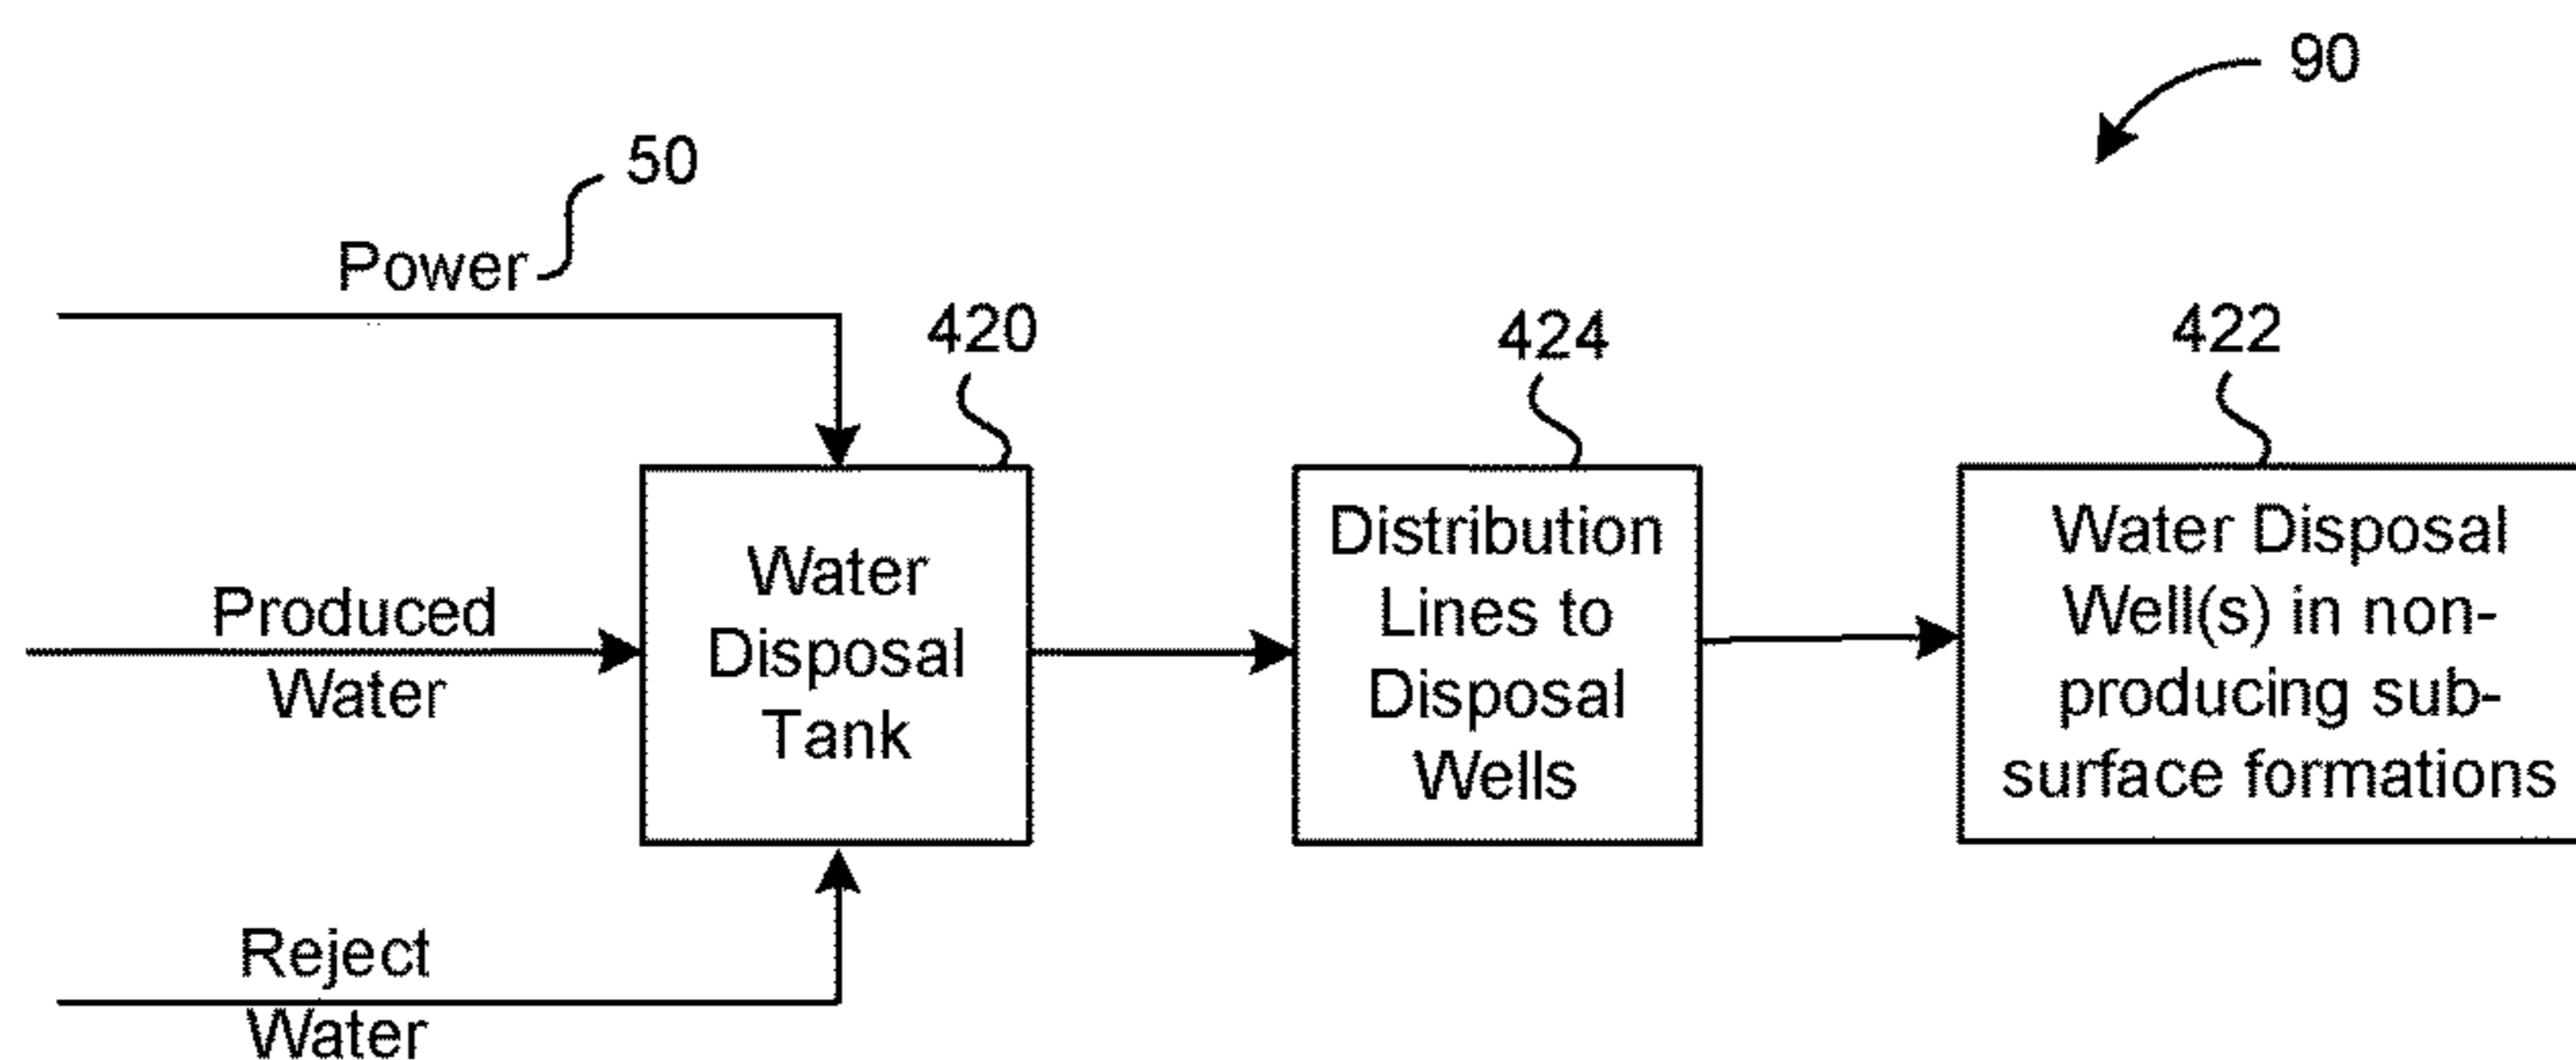 90
50
Power
420
424
422
Produced
Water
Water
Disposal
Tank
Distribution
Lines to
Disposal
Wells
Water Disposal
Well(s) in non-
producing sub-
surface formations
Reject
Water